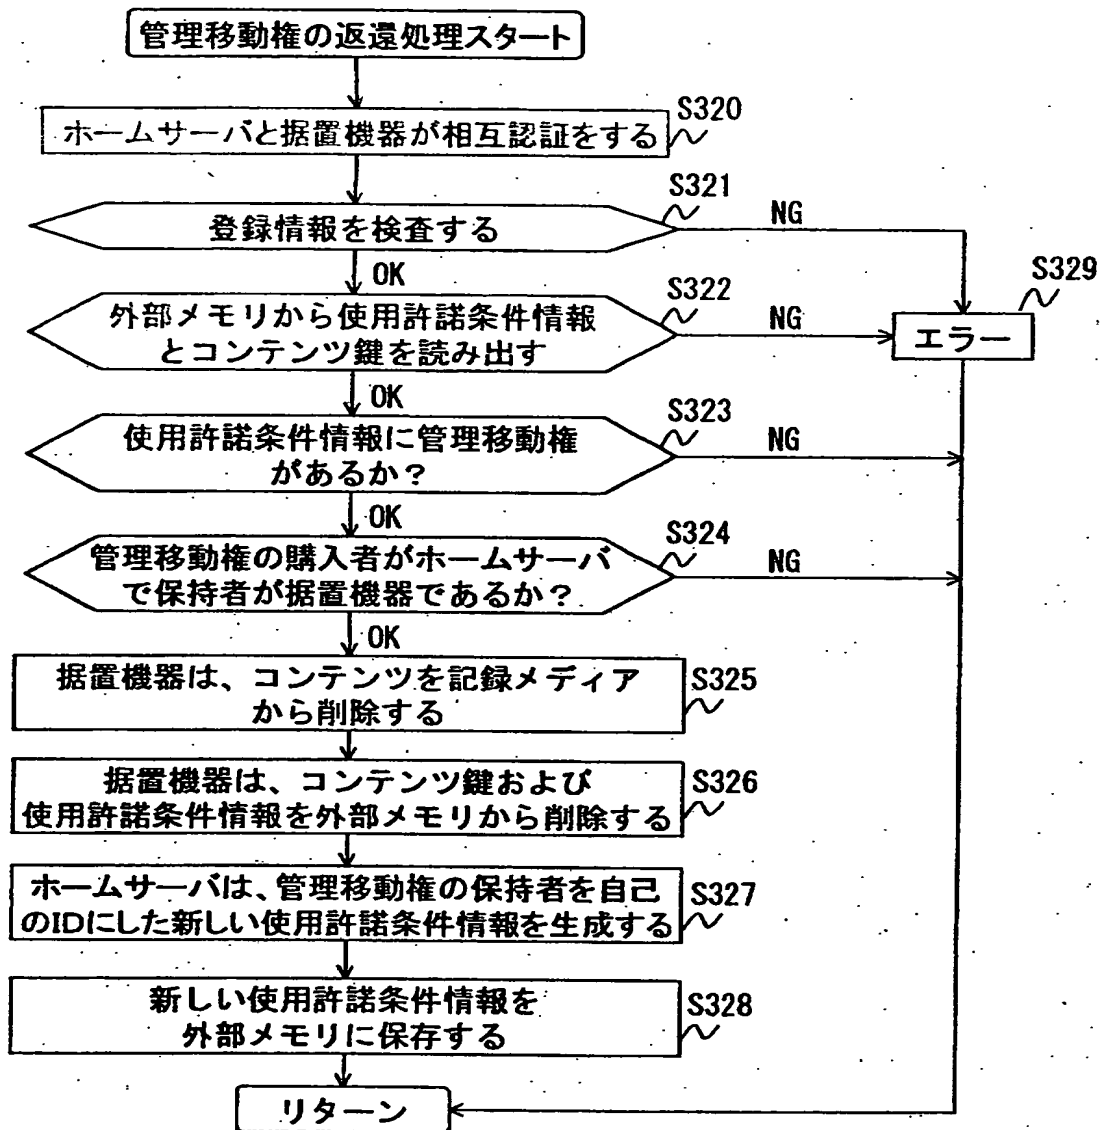 管理移動権の返還処理スタート
S320
ホームサーバと据置機器が相互認証をする
S321
登録情報を検査する
NG
OK
S329
エラー
S322
外部メモリから使用許諾条件情報
とコンテンツ鍵を読み出す
NG
OK
S323
使用許諾条件情報に管理移動権
があるか？
NG
OK
S324
管理移動権の購入者がホームサーバ
で保持者が据置機器であるか？
NG
OK
据置機器は、コンテンツを記録メディア
から削除する
S325
据置機器は、コンテンツ鍵および
使用許諾条件情報を外部メモリから削除する
S326
ホームサーバは、管理移動権の保持者を自己
のIDにした新しい使用許諾条件情報を生成する
S327
新しい使用許諾条件情報を
外部メモリに保存する
S328
リターン